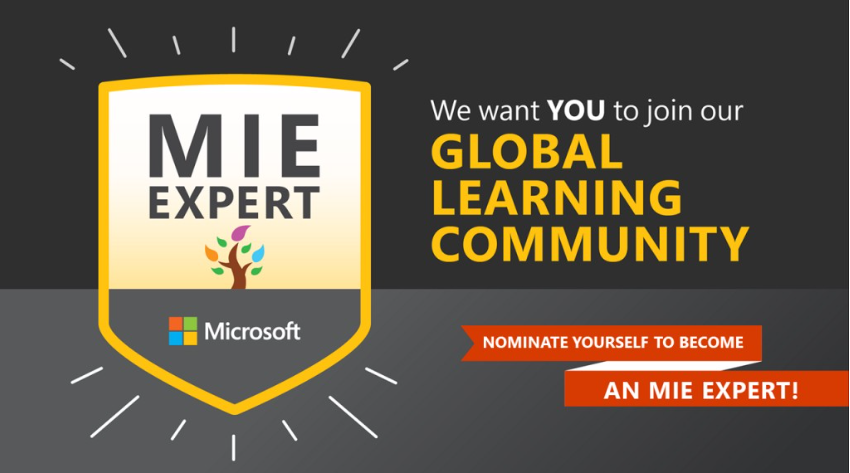 MIE
EXPERT
Microsoft
We want YOU to join our
GLOBAL
LEARNING
COMMUNITY
NOMINATE YOURSELF TO BECOME
AN MIE EXPERT!